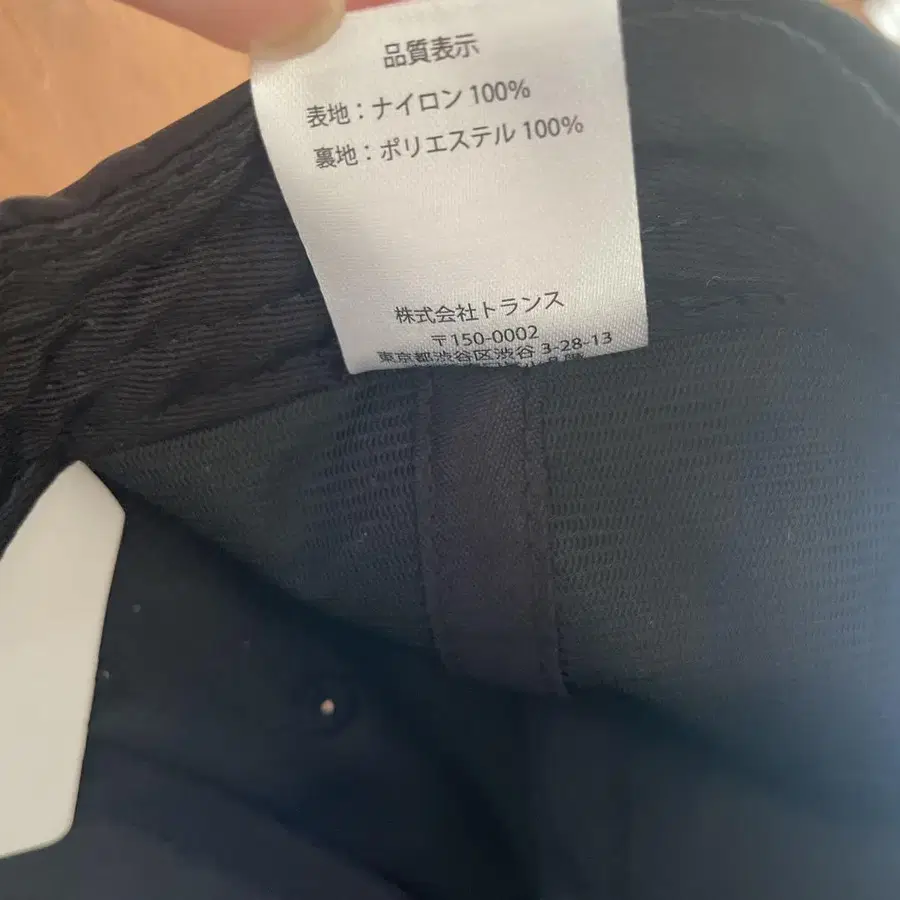 品質表示
表地：ナイロン 100%
裏地：ポリエステル 100%
株式会社トランス
〒150-0002
東京都渋谷区渋谷 3-28-13